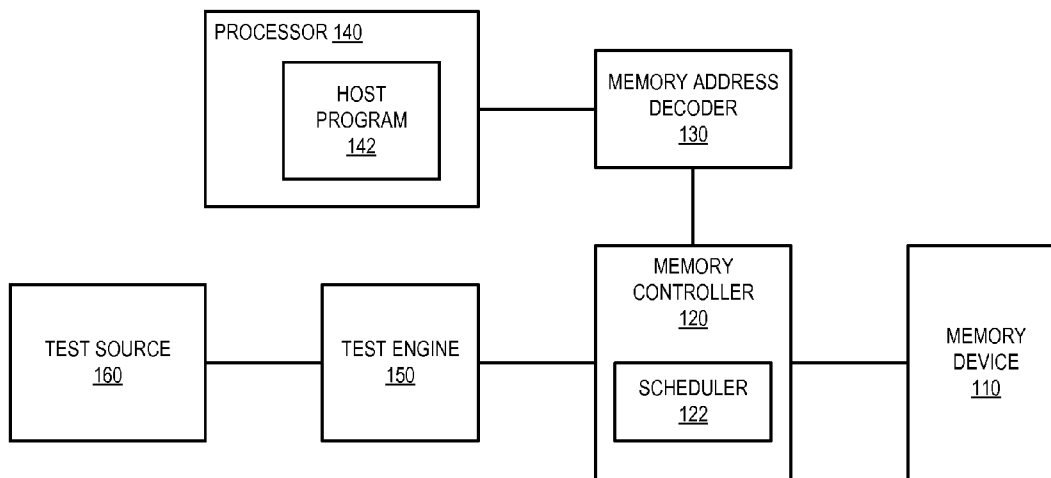 PROCESSOR 140
HOST
PROGRAM
142
MEMORY ADDRESS
DECODER
130
TEST SOURCE
160
TEST ENGINE
150
MEMORY
CONTROLLER
120
SCHEDULER
122
MEMORY
DEVICE
110